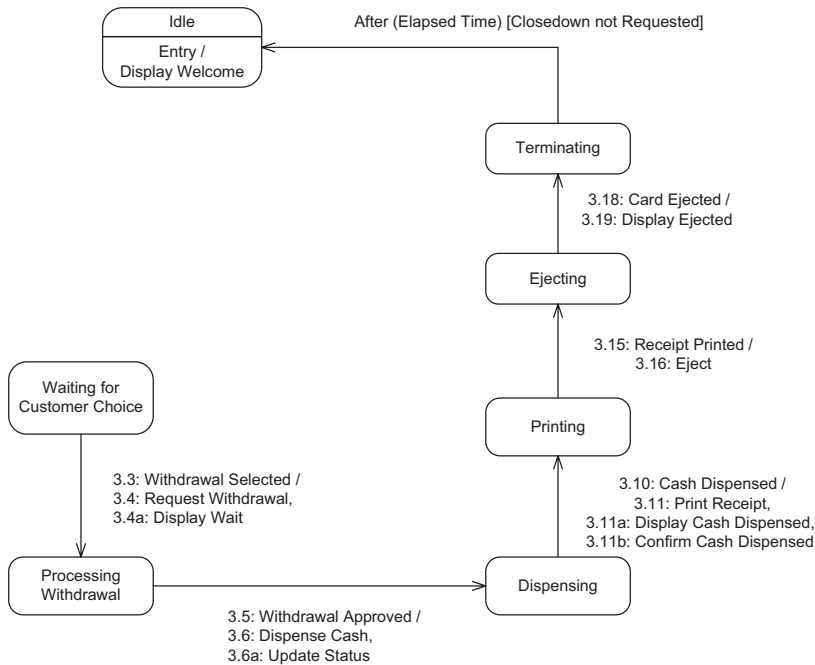 Idle
Entry /
Display Welcome
After (Elapsed Time) [Closedown not Requested]
Terminating
3.18: Card Ejected /
3.19: Display Ejected
Ejecting
3.15: Receipt Printed /
3.16: Eject
Waiting for
Customer Choice
Printing
3.3: Withdrawal Selected /
3.4: Request Withdrawal,
3.4a: Display Wait
3.10: Cash Dispensed /
3.11: Print Receipt,
3.11a: Display Cash Dispensed,
3.11b: Confirm Cash Dispensed
Processing
Withdrawal
Dispensing
3.5: Withdrawal Approved /
3.6: Dispense Cash,
3.6a: Update Status